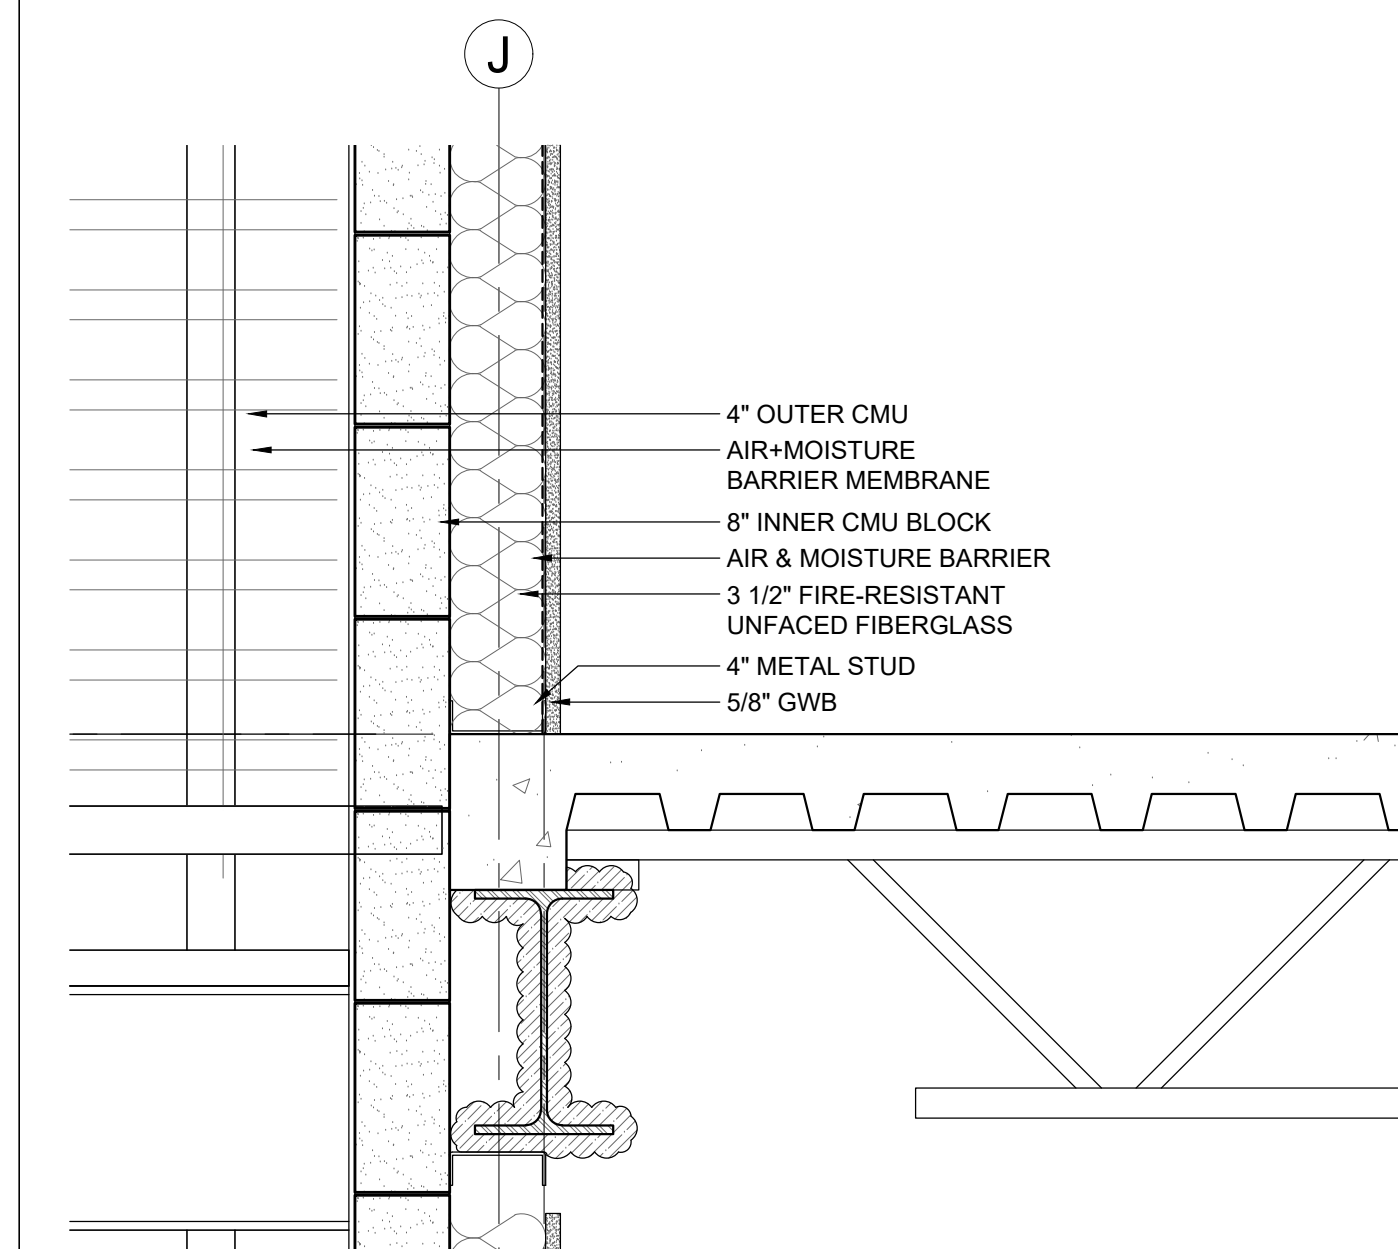 J
4" OUTER CMU
AIR+MOISTURE
BARRIER MEMBRANE
8" INNER CMU BLOCK
AIR & MOISTURE BARRIER
3 1/2" FIRE-RESISTANT
UNFACED FIBERGLASS
4" METAL STUD
5/8" GWB